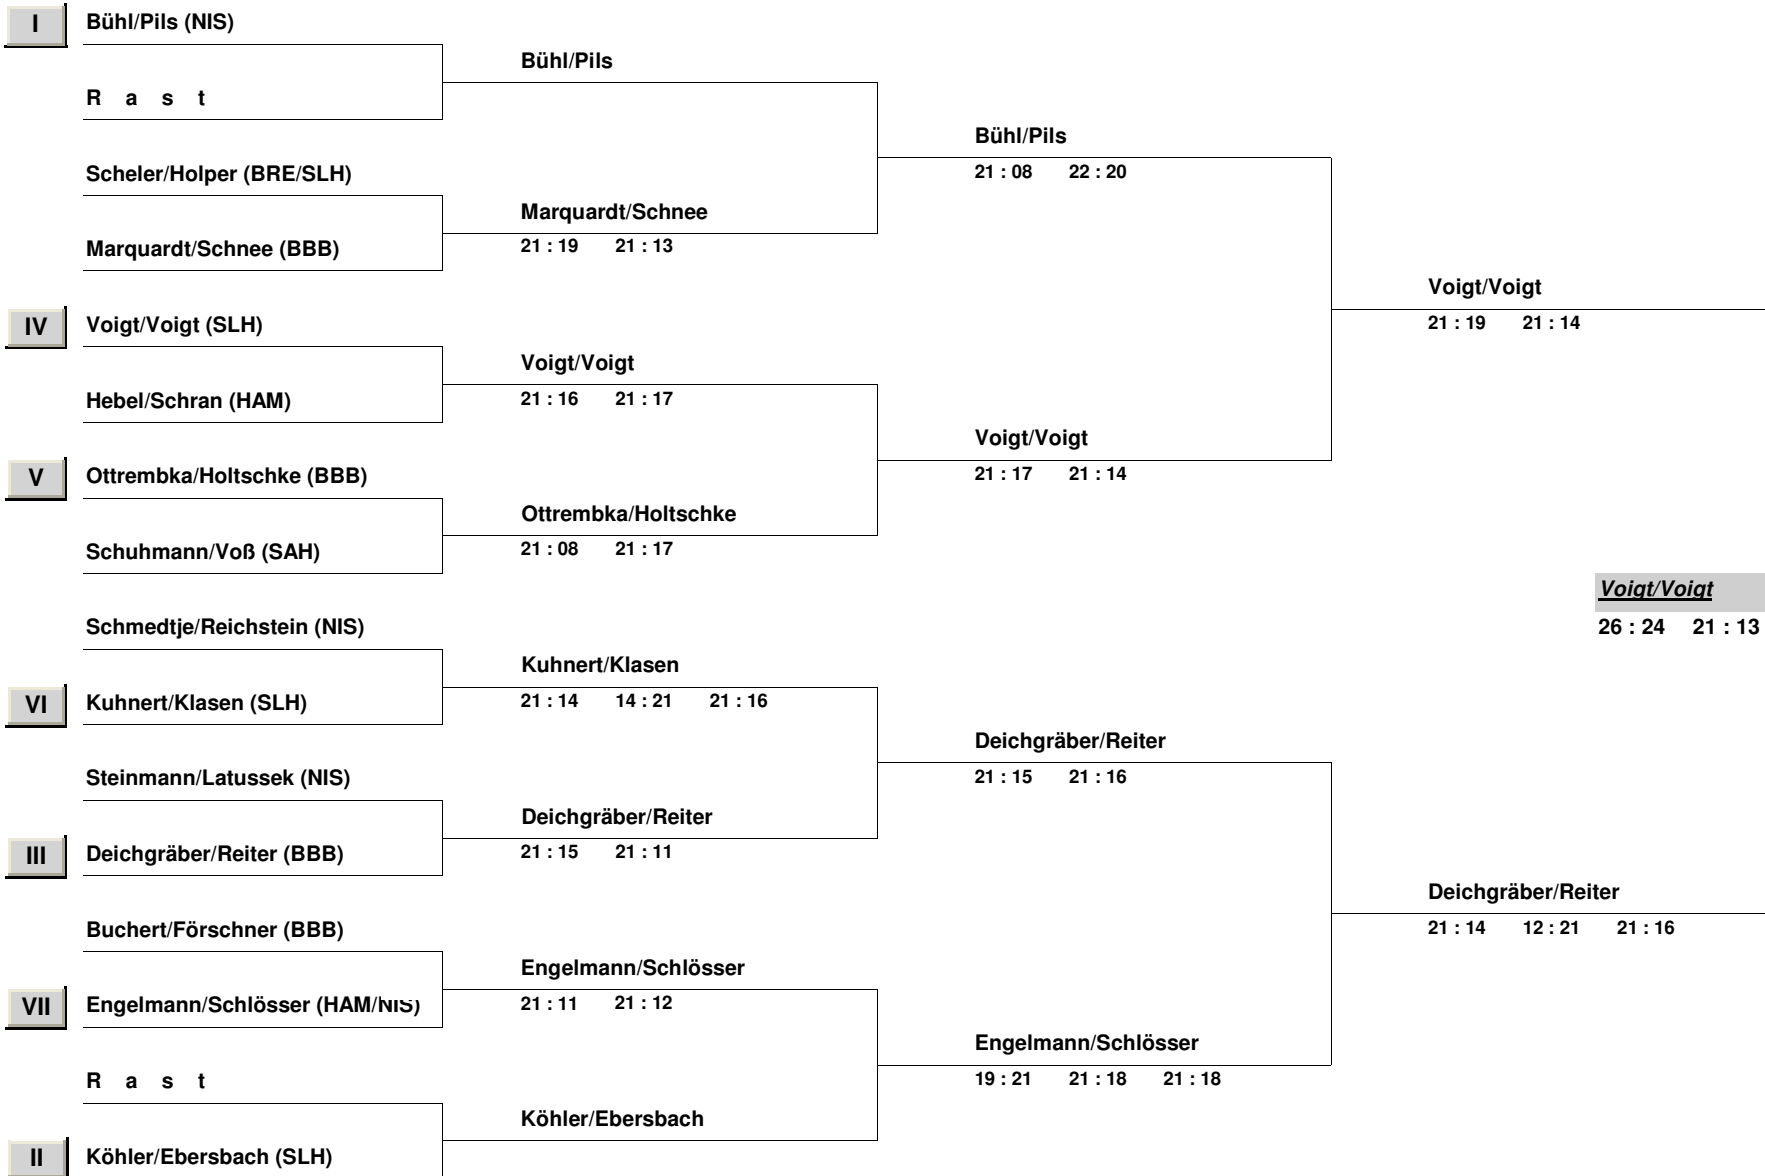 I Bühl/Pils (NIS)
Bühl/Pils
R a s t
Bühl/Pils
Scheler/Holper (BRE/SLH)
21 : 08 22 : 20
Marquardt/Schnee
Marquardt/Schnee (BBB)
21 : 19 21 : 13
Voigt/Voigt
IV Voigt/Voigt (SLH)
21 : 19 21 : 14
Voigt/Voigt
Hebel/Schran (HAM)
21 : 16 21 : 17
Voigt/Voigt
V Ottrembka/Holtschke (BBB)
21 : 17 21 : 14
Ottrembka/Holtschke
Schuhmann/Voß (SAH)
21 : 08 21 : 17
Voigt/Voigt
Schmedtje/Reichstein (NIS)
26 : 24 21 : 13
Kuhnert/Klasen
VI Kuhnert/Klasen (SLH)
21 : 14 14 : 21 21 : 16
Deichgräber/Reiter
Steinmann/Latussek (NIS)
21 : 15 21 : 16
Deichgräber/Reiter
III Deichgräber/Reiter (BBB)
21 : 15 21 : 11
Deichgräber/Reiter
Buchert/Förschner (BBB)
21 : 14 12 : 21 21 : 16
Engelmann/Schlösser
VII Engelmann/Schlösser (HAM/NIS)
21 : 11 21 : 12
Engelmann/Schlösser
R a s t
19 : 21 21 : 18 21 : 18
Köhler/Ebersbach
II Köhler/Ebersbach (SLH)